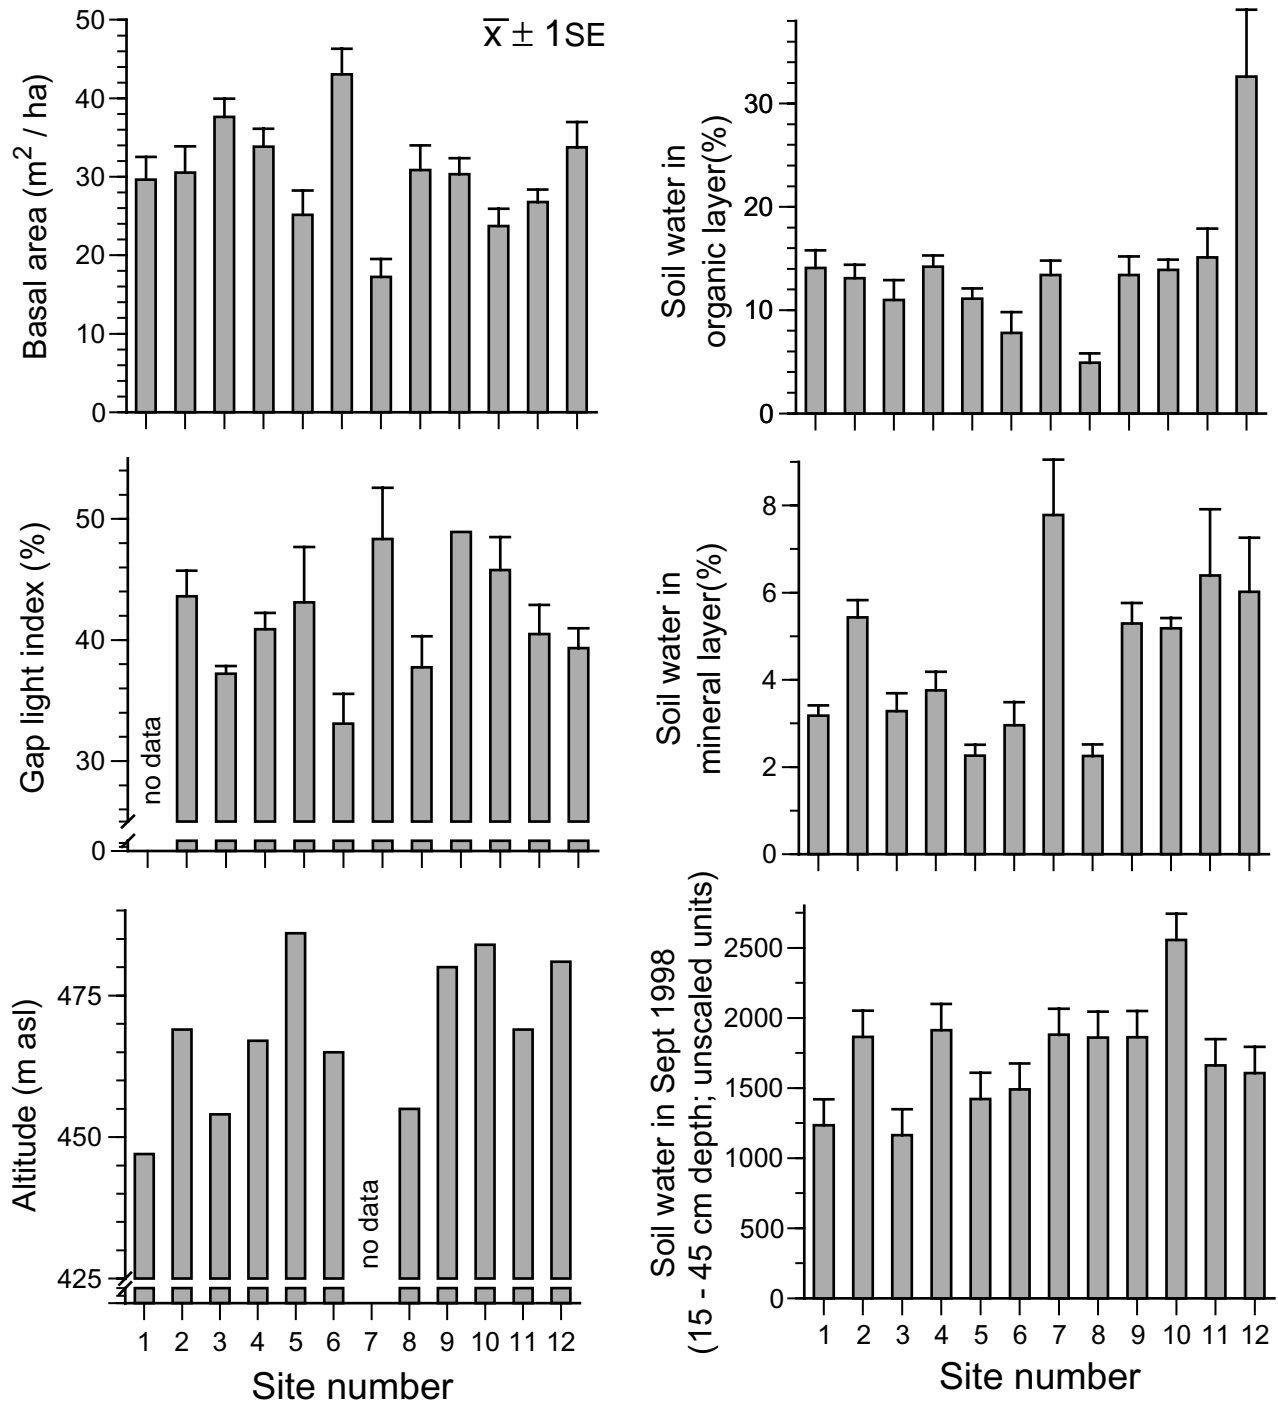 x̅ ± 1SE
Basal area (m² / ha)
50
40
30
20
10
0
Soil water in
organic layer(%)
30
20
10
0
Gap light index (%)
50
40
30
0
no data
Soil water in
mineral layer(%)
8
6
4
2
0
Altitude (m asl)
475
450
425
no data
1 2 3 4 5 6 7 8 9 10 11 12
Site number
Soil water in Sept 1998
(15 - 45 cm depth; unscaled units)
2500
2000
1500
1000
500
0
1 2 3 4 5 6 7 8 9 10 11 12
Site number